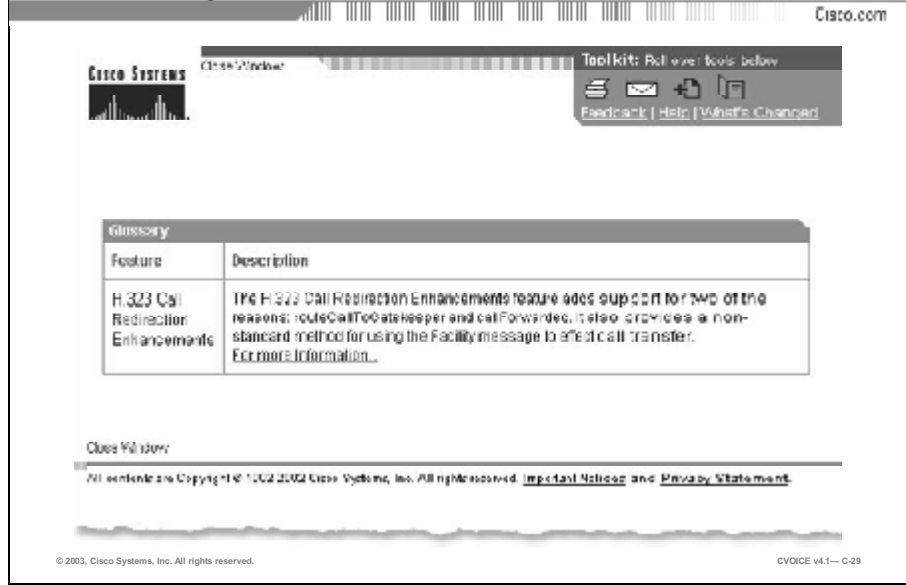 Cisco.com
Close Window
Toolkit: Roll over tools below
CISCO SYSTEMS
Feedback | Help | What's Changed
Glossary
Feature Description
H.323 Call Redirection Enhancements
The H.323 Call Redirection Enhancements feature adds support for two of the
reasons: routeCallToGatekeeper and callForwarded. It also provides a non-
standard method for using the Facility message to effect call transfer.
For more Information...
Close Window
All contents are Copyright © 1992-2002 Cisco Systems, Inc. All rights reserved. Important Notices and Privacy Statement.
© 2003, Cisco Systems, Inc. All rights reserved.
CVOICE v4.1— C-29